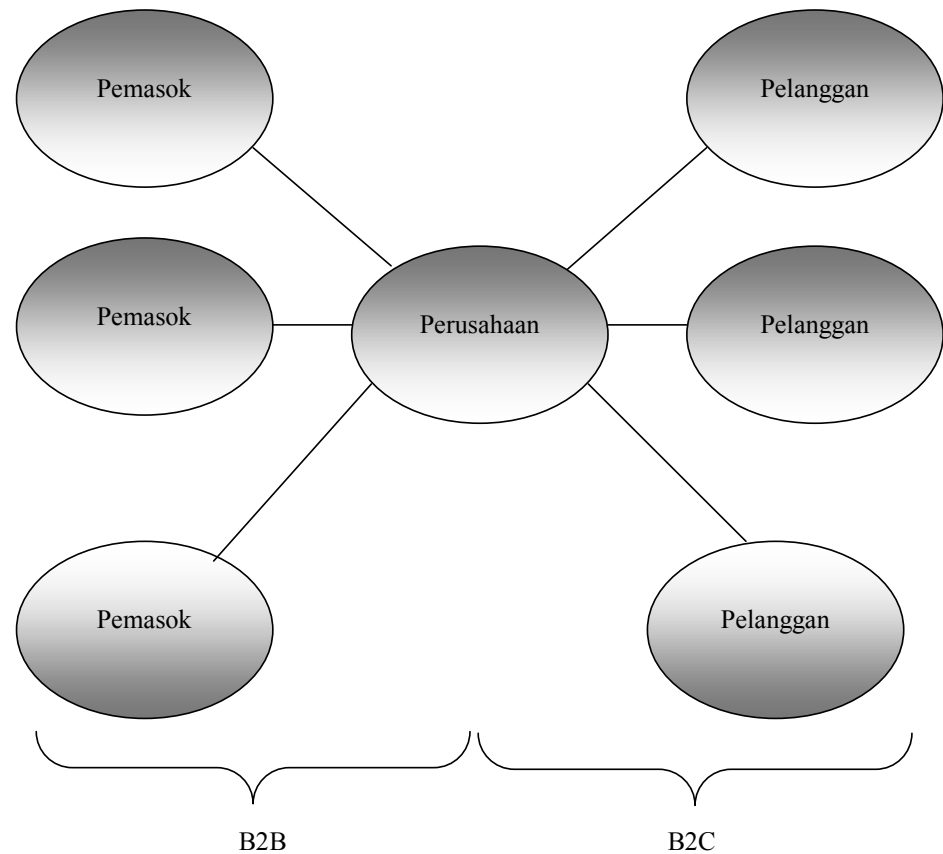 Pemasok
Pelanggan
Pemasok
Perusahaan
Pelanggan
Pemasok
Pelanggan
B2B
B2C